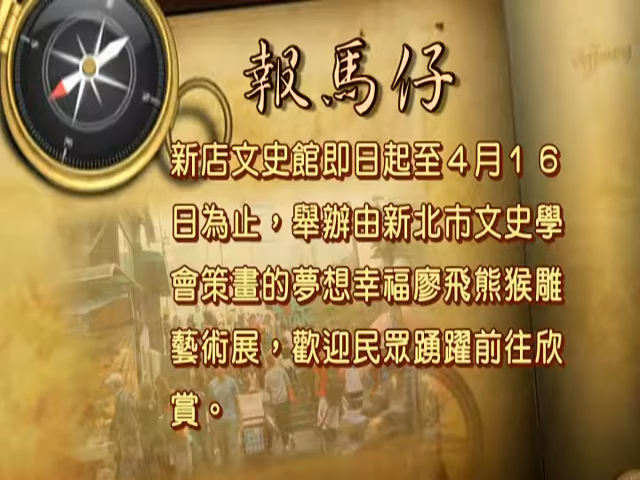 報馬仔
新店文史館即日起至４月１６
日為止，舉辦由新北市文史學
會策畫的夢想幸福廖飛熊猴雕
藝術展，歡迎民眾踴躍前往欣
賞。